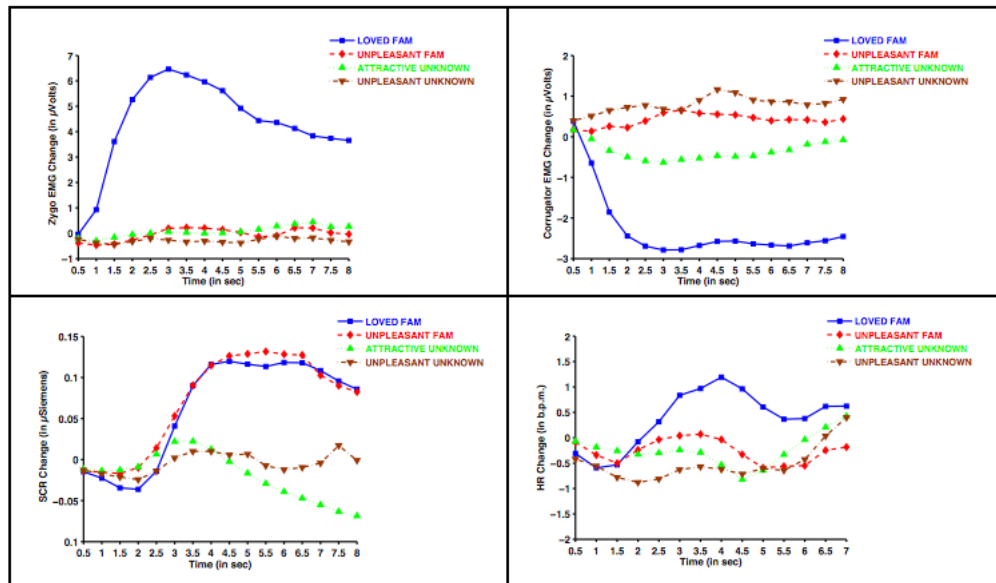 LOVED FAM
UNPLEASANT FAM
ATTRACTIVE UNKNOWN
UNPLEASANT UNKNOWN
Zygo EMG Change (in µVolts)
7
6
5
4
3
2
1
0
−1
0.5 1 1.5 2 2.5 3 3.5 4 4.5 5 5.5 6 6.5 7 7.5 8
Time (in sec)
LOVED FAM
UNPLEASANT FAM
ATTRACTIVE UNKNOWN
UNPLEASANT UNKNOWN
Corrugator EMG Change (in µVolts)
2
1
0
−1
−2
−3
0.5 1 1.5 2 2.5 3 3.5 4 4.5 5 5.5 6 6.5 7 7.5 8
Time (in sec)
LOVED FAM
UNPLEASANT FAM
ATTRACTIVE UNKNOWN
UNPLEASANT UNKNOWN
SCR Change (in µSiemens)
0.15
0.1
0.05
0
−0.05
0.1
0.5 1 1.5 2 2.5 3 3.5 4 4.5 5 5.5 6 6.5 7 7.5 8
Time (in sec)
LOVED FAM
UNPLEASANT FAM
ATTRACTIVE UNKNOWN
UNPLEASANT UNKNOWN
HR Change (in b.p.m.)
2
1.5
1
0.5
0
−0.5
−1
−1.5
−2
0.5 1 1.5 2 2.5 3 3.5 4 4.5 5 5.5 6 6.5 7
Time (in sec)